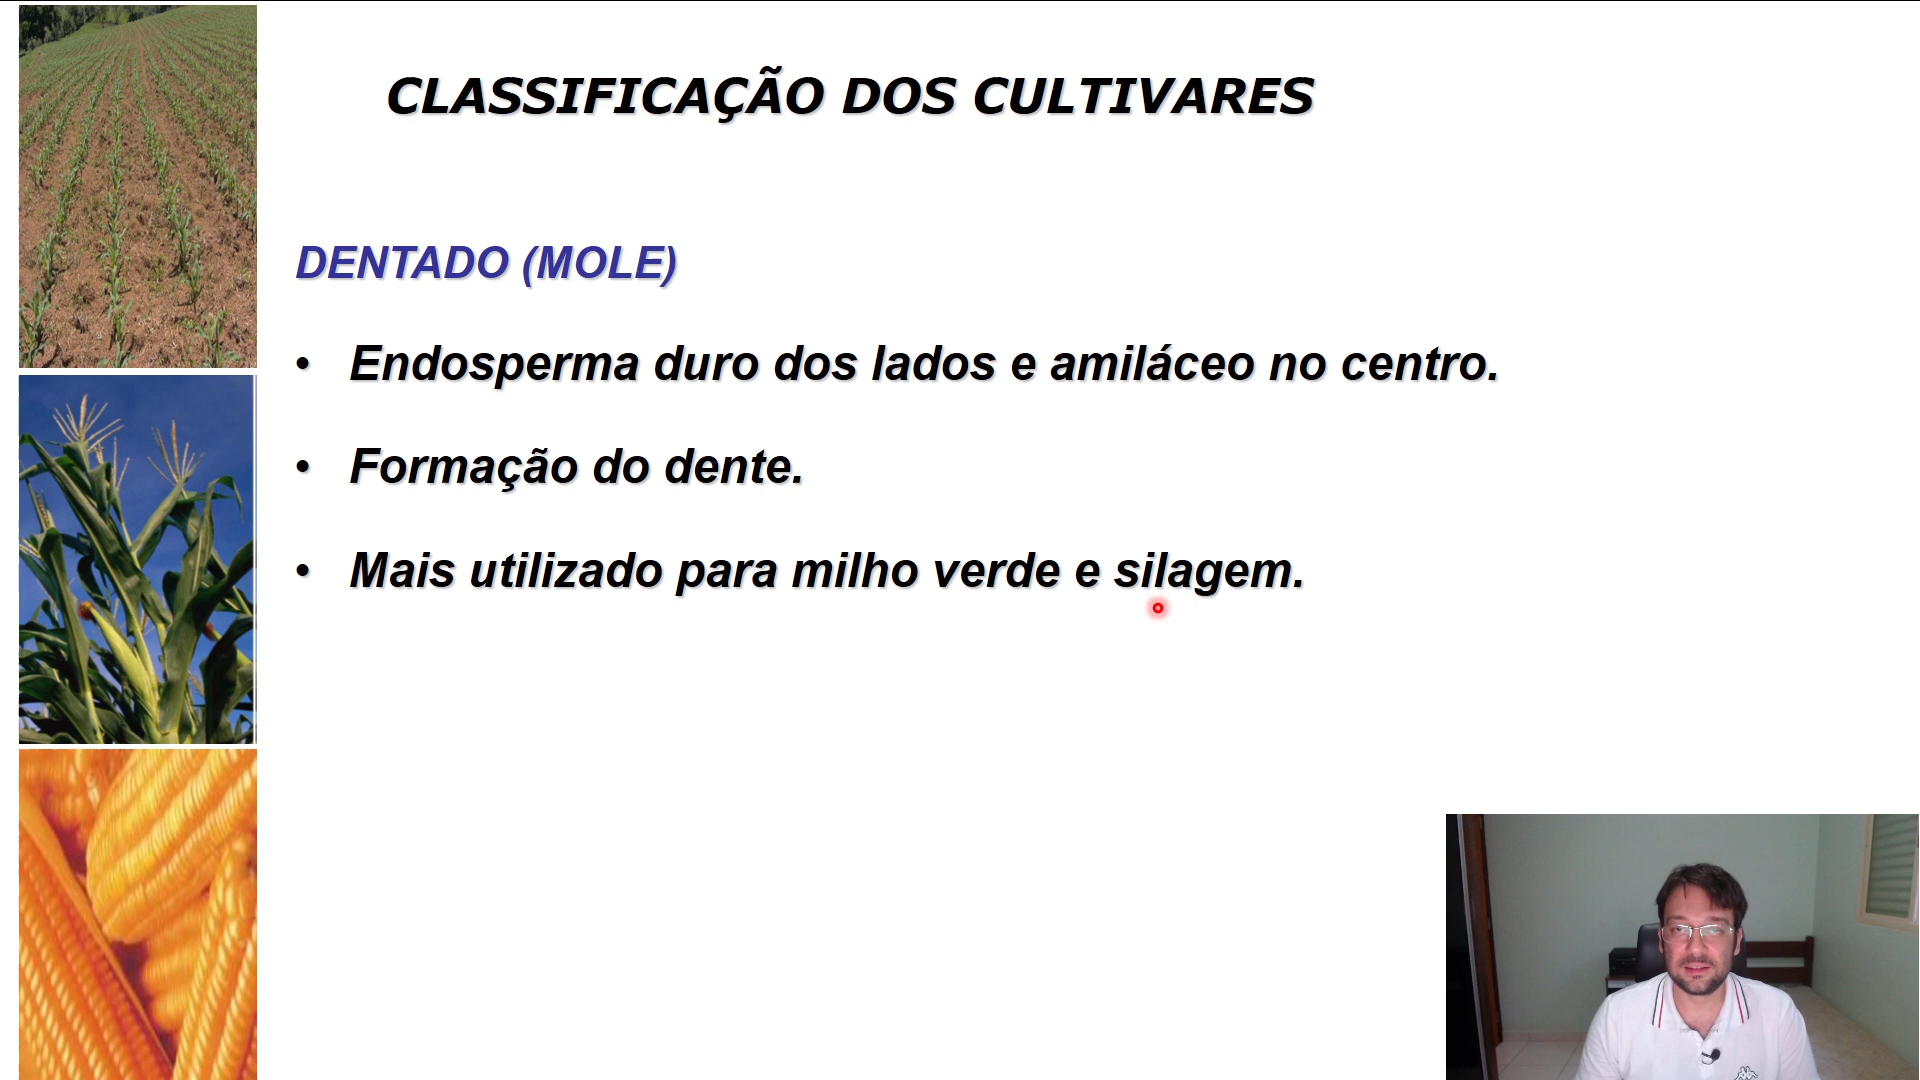 CLASSIFICAÇÃO DOS CULTIVARES
DENTADO (MOLE)
• Endosperma duro dos lados e amiláceo no centro.
• Formação do dente.
• Mais utilizado para milho verde e silagem.